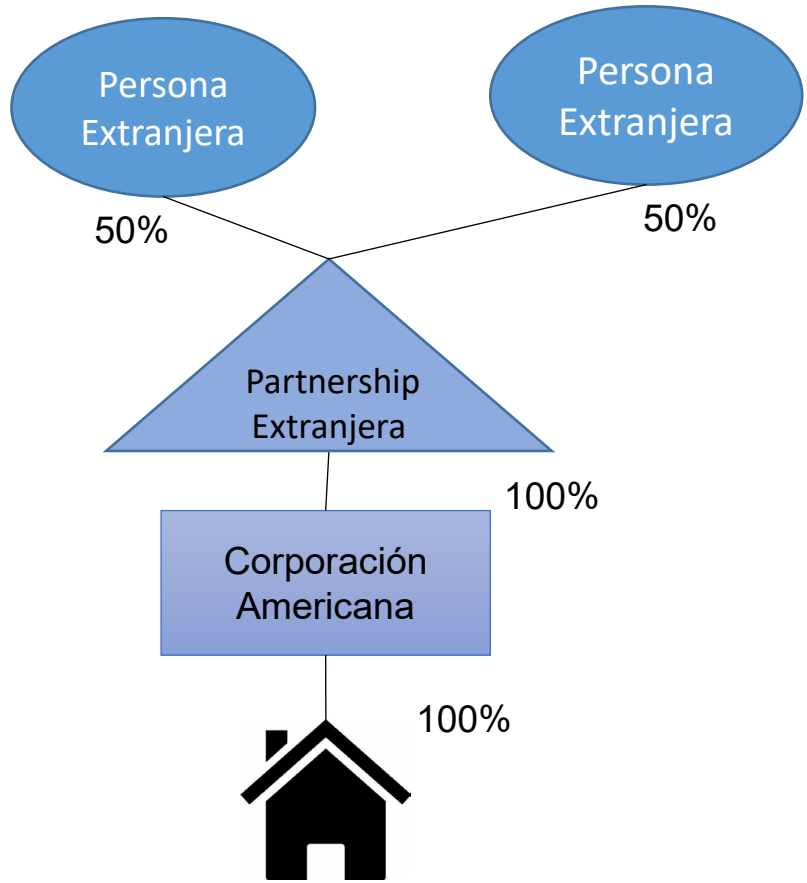 Persona
Extranjera
Persona
Extranjera
50%
50%
Partnership
Extranjera
100%
Corporación
Americana
100%